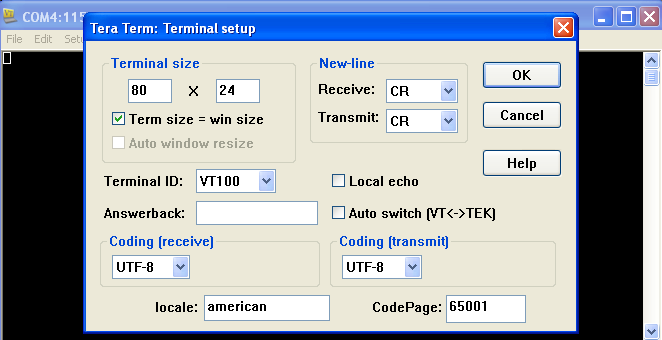 COM4:115
Tera Term: Terminal setup
File Edit
Terminal size
New-line
80 X 24
Receive: CR
OK
Term size = win size
Transmit: CR
Cancel
Auto window resize
Help
Terminal ID: VT100
Local echo
Answerback:
Auto switch (VT<->TEK)
Coding (receive)
Coding (transmit)
UTF-8
UTF-8
locale: american
CodePage: 65001